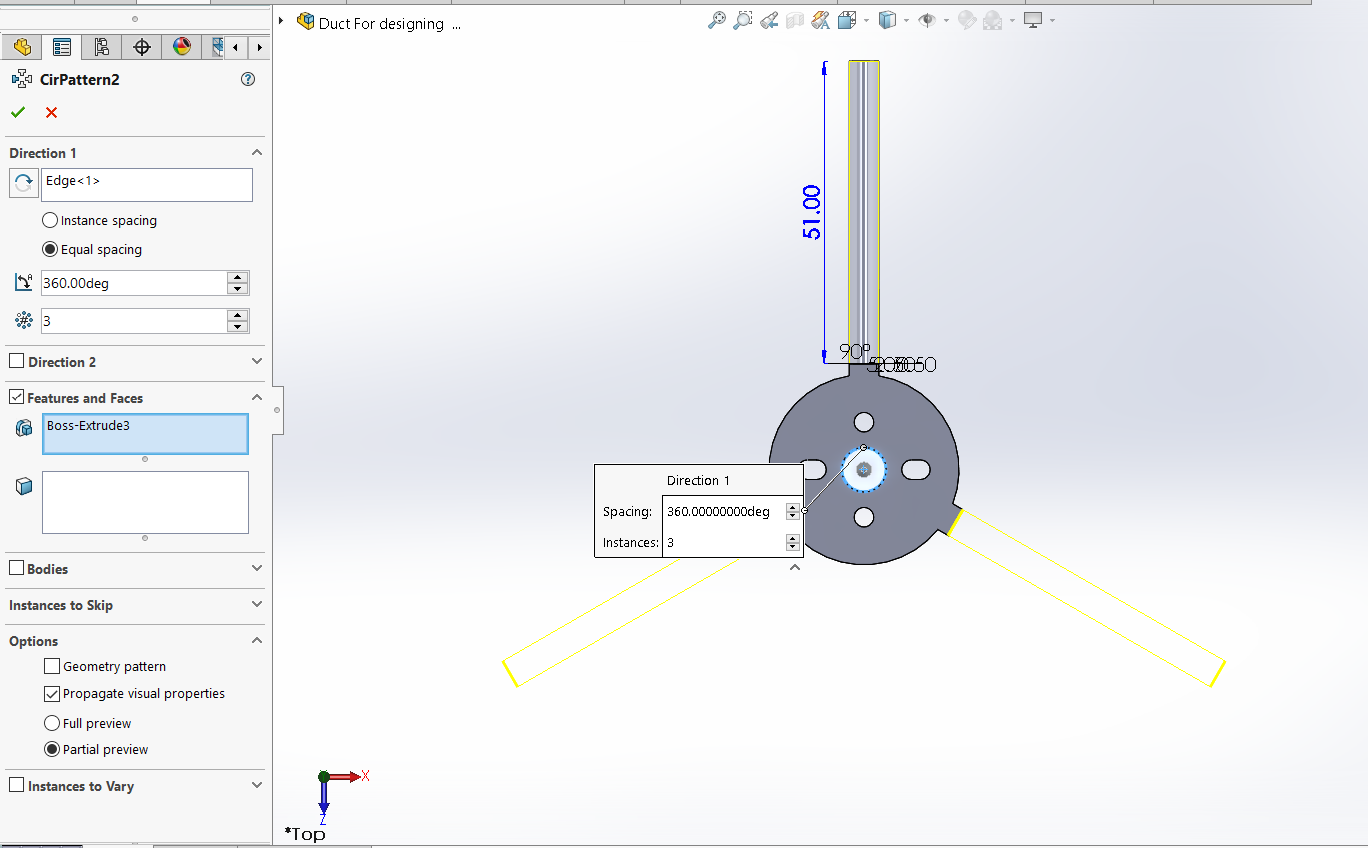 Duct For designing ...
CirPattern2
Direction 1
Edge<1>
Instance spacing
Equal spacing
360.00deg
3
Direction 2
Features and Faces
Boss-Extrude3
Bodies
Instances to Skip
Options
Geometry pattern
Propagate visual properties
Full preview
Partial preview
Instances to Vary
51.00
90°
Direction 1
Spacing: 360.00000000deg
Instances: 3
X
Z
*Top